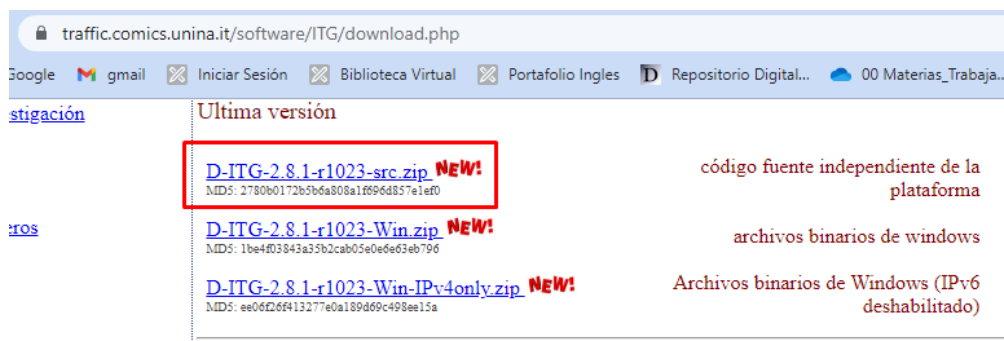 traffic.comics.unina.it/software/ITG/download.php
Google gmail Iniciar Sesión Biblioteca Virtual Portafolio Ingles Repositorio Digital... 00 Materias_Trabaja...
stigación
Ultima versión
D-ITG-2.8.1-r1023-src.zip NEW! código fuente independiente de la
MD5: 2780b0172b5b6a808a1f696d857e1ef0 plataforma
eros
D-ITG-2.8.1-r1023-Win.zip NEW! archivos binarios de windows
MD5: 1be4f03843a35b2cab05e0e6e63eb796
D-ITG-2.8.1-r1023-Win-IPv4only.zip NEW! Archivos binarios de Windows (IPv6
MD5: ee06f26f413277e0a189d69c498ee15a deshabilitado)